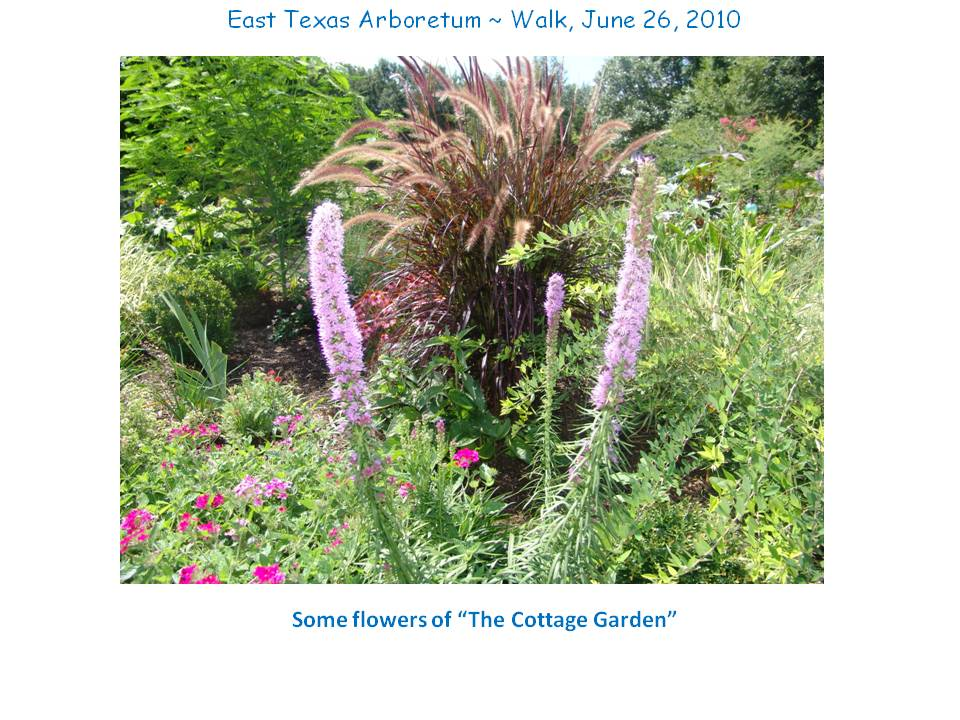 East Texas Arboretum ~ Walk, June 26, 2010
Some flowers of “The Cottage Garden”